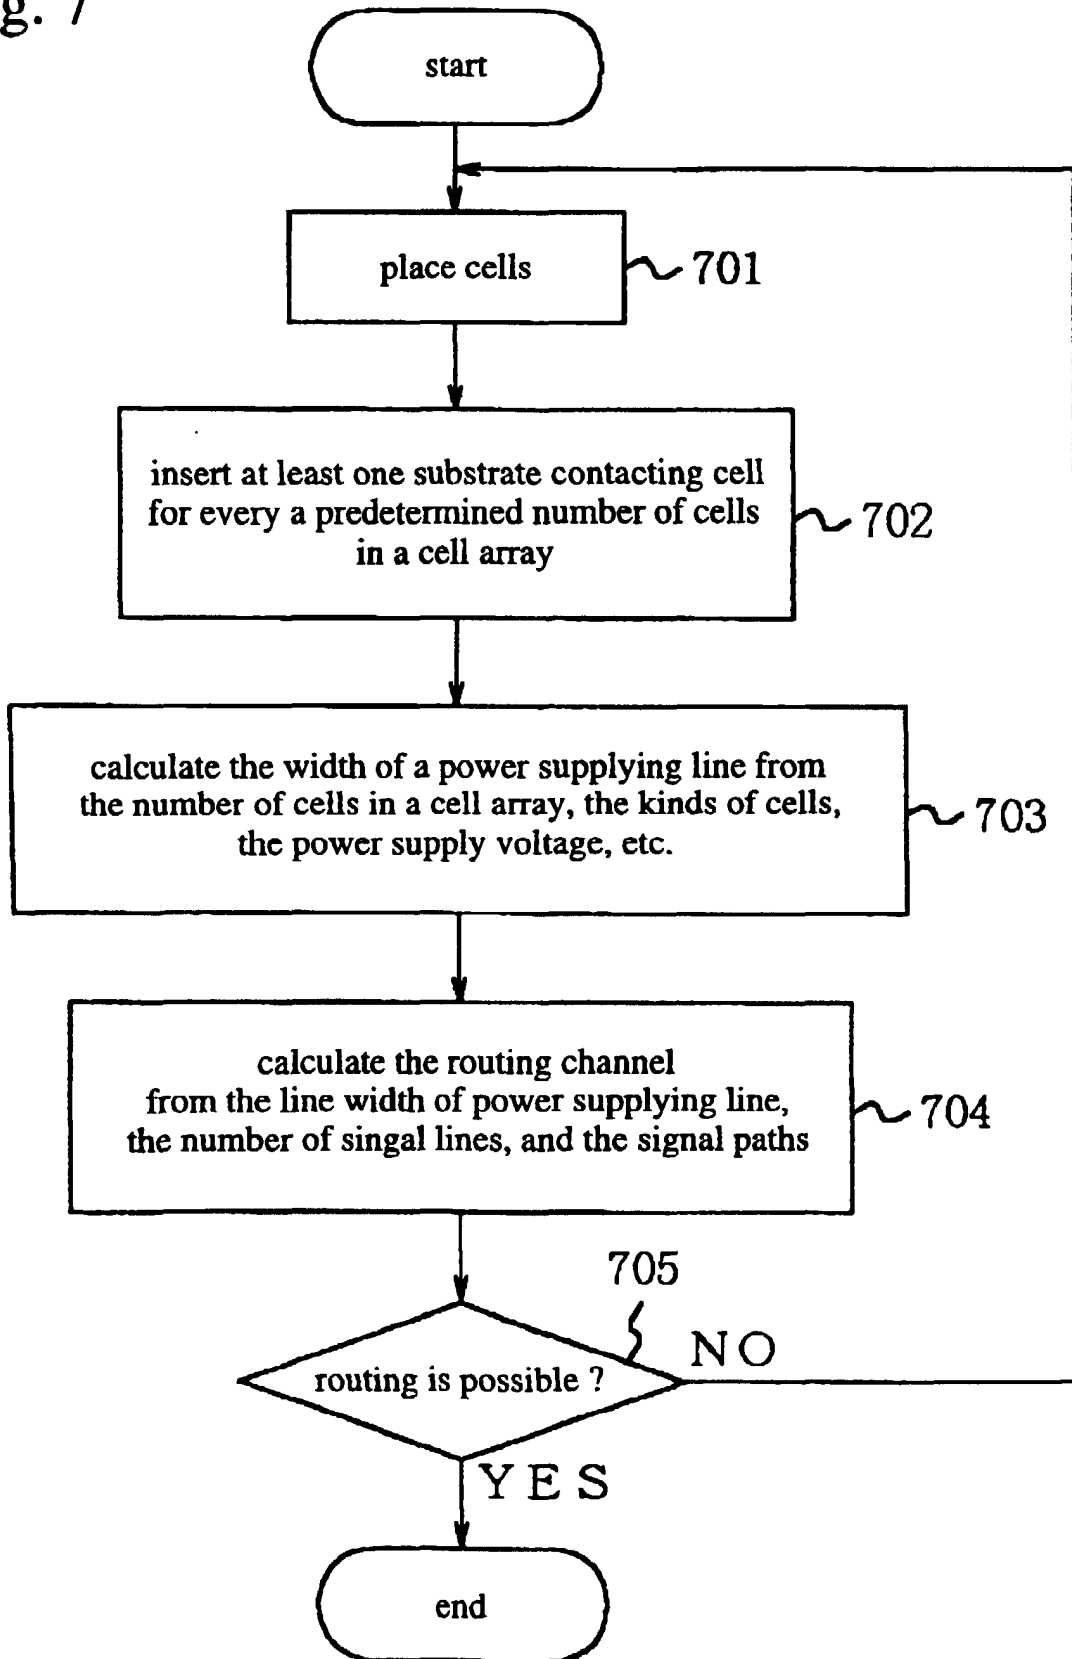 g. 7
start
place cells
701
insert at least one substrate contacting cell
for every a predetermined number of cells
in a cell array
702
calculate the width of a power supplying line from
the number of cells in a cell array, the kinds of cells,
the power supply voltage, etc.
703
calculate the routing channel
from the line width of power supplying line,
the number of singal lines, and the signal paths
704
705
routing is possible ?
NO
YES
end